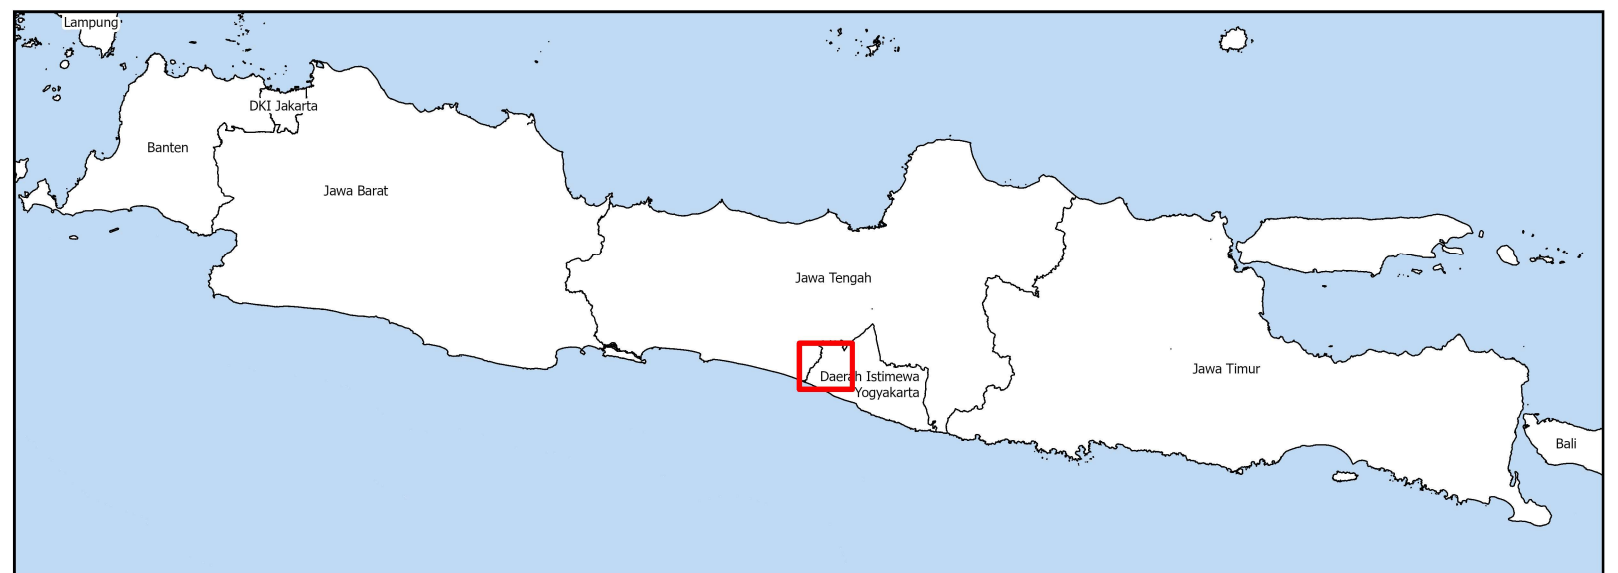 Lampung
DKI Jakarta
Banten
Jawa Barat
Jawa Tengah
Daerah Istimewa
Yogyakarta
Jawa Timur
Bali